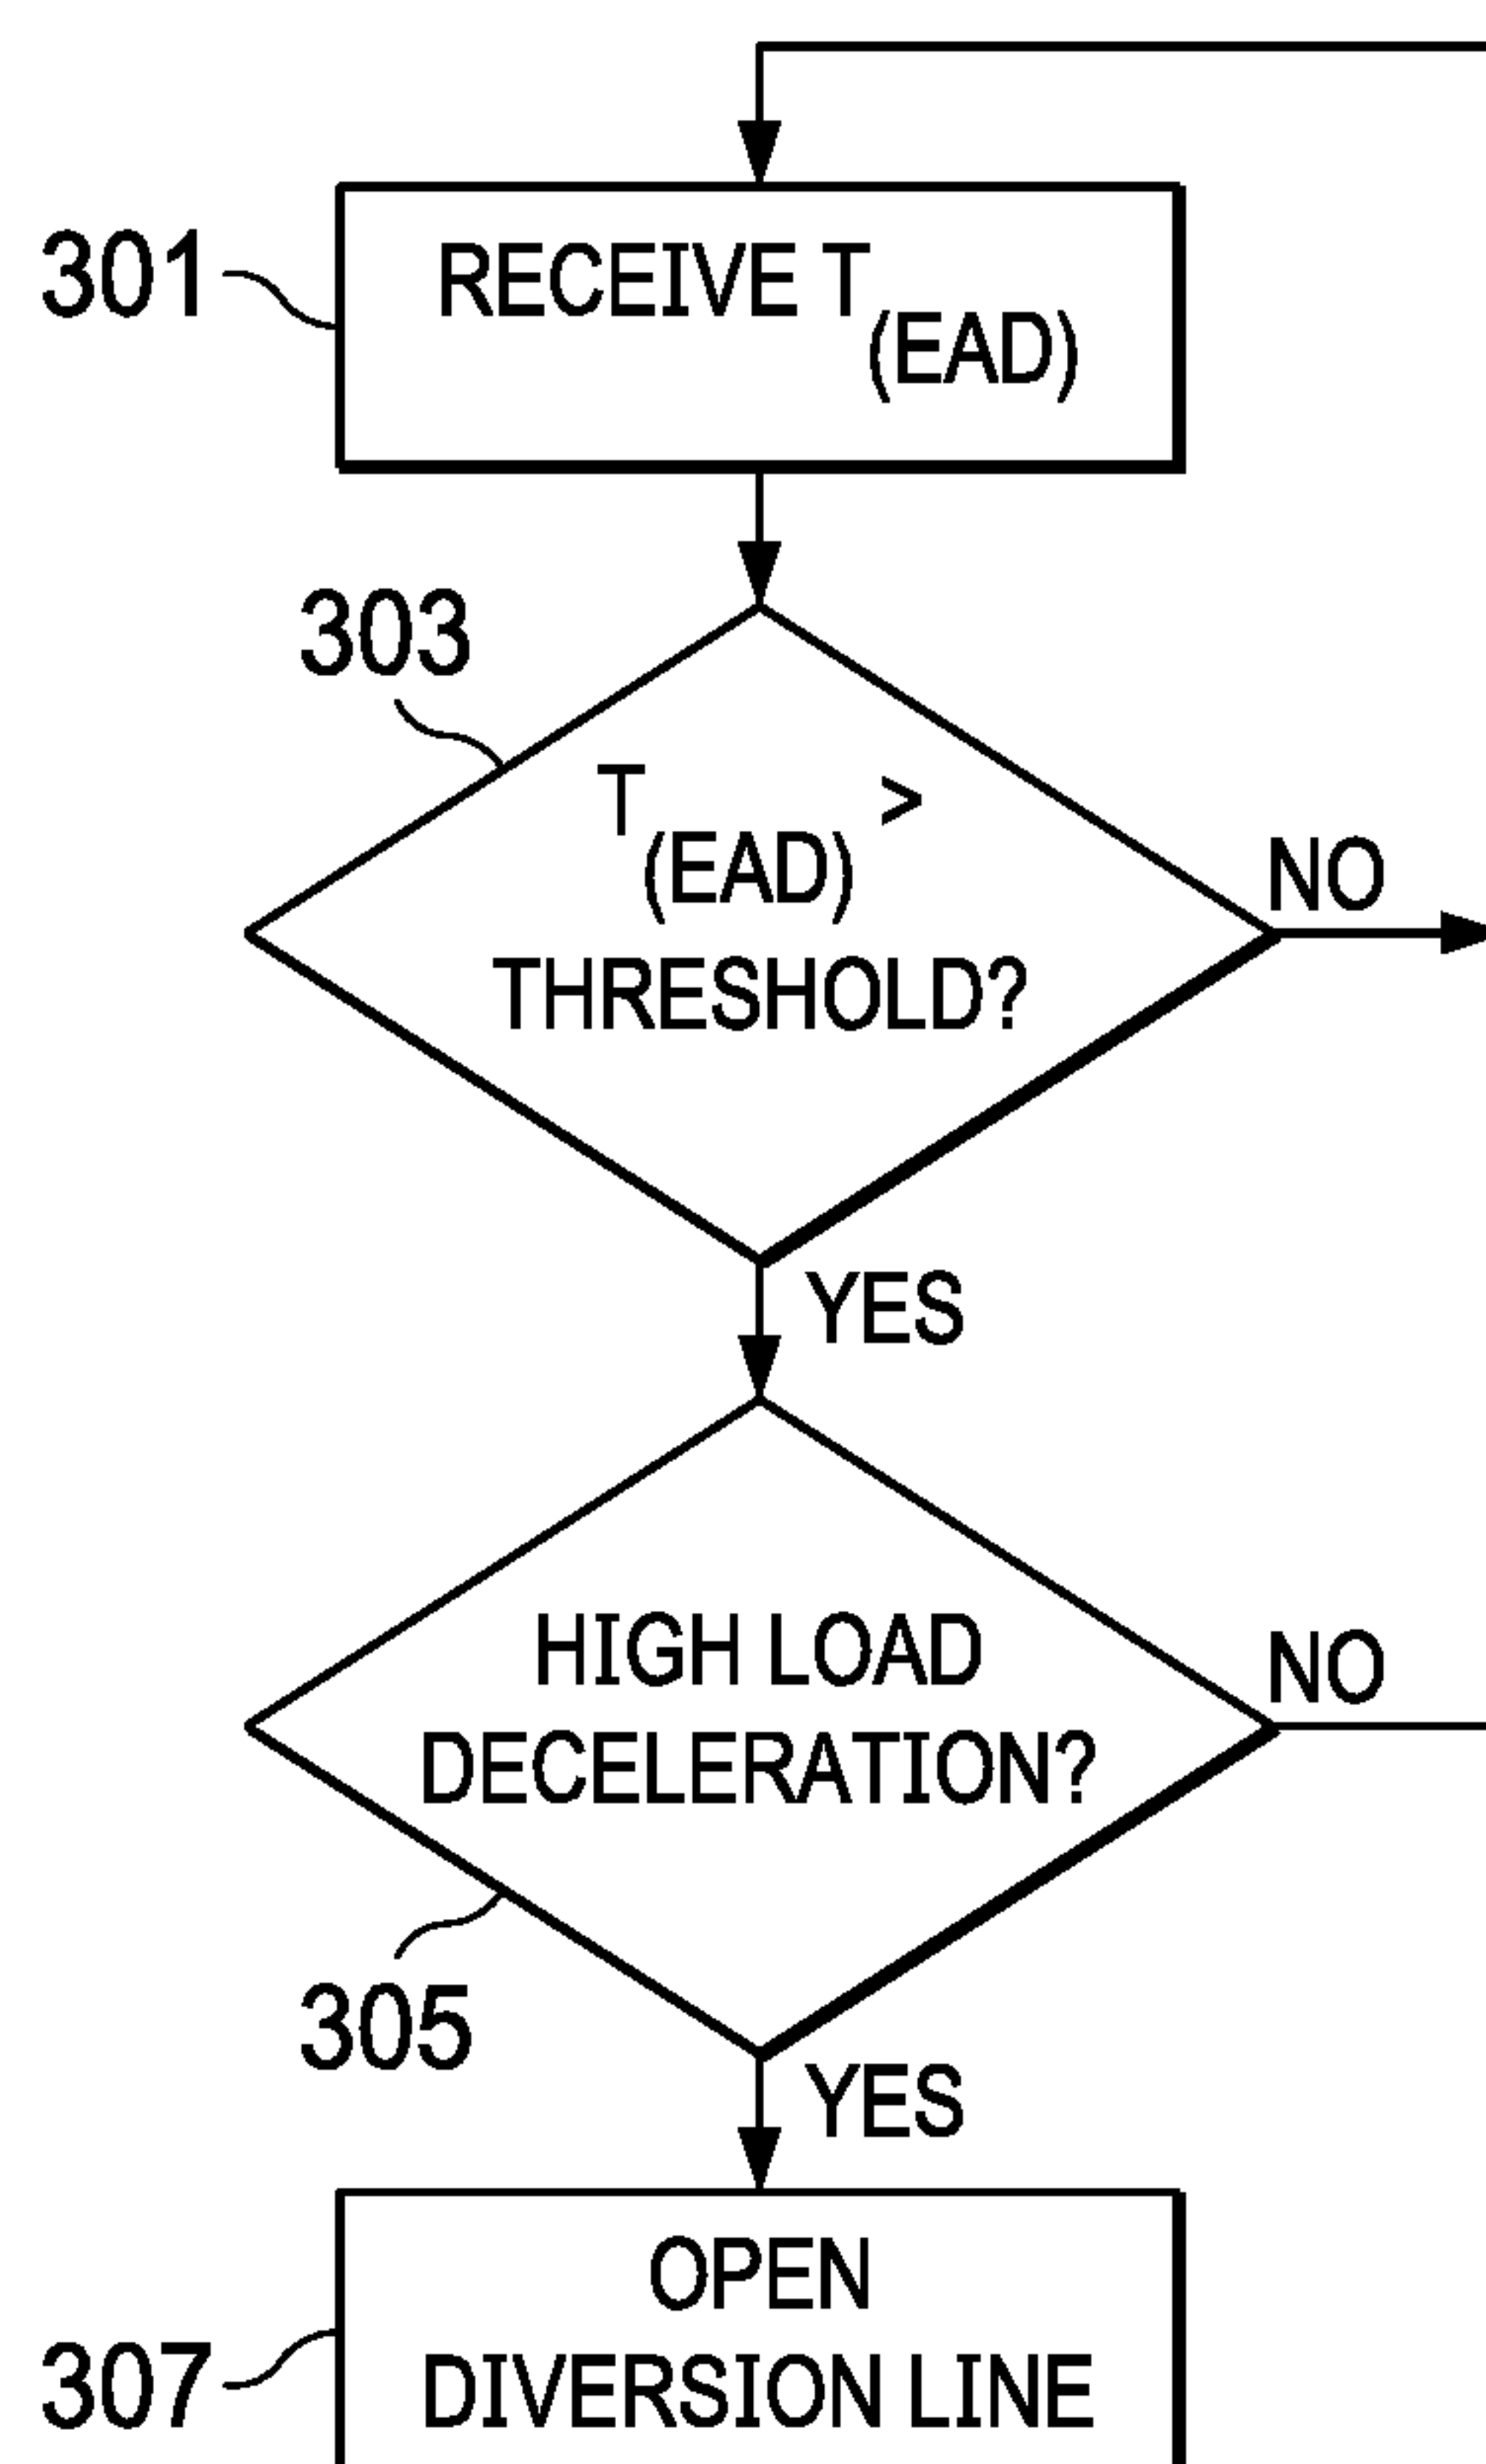 301
RECEIVE T(EAD)
303
T(EAD) >
THRESHOLD?
NO
YES
HIGH LOAD
DECELERATION?
NO
305
YES
OPEN
DIVERSION LINE
307